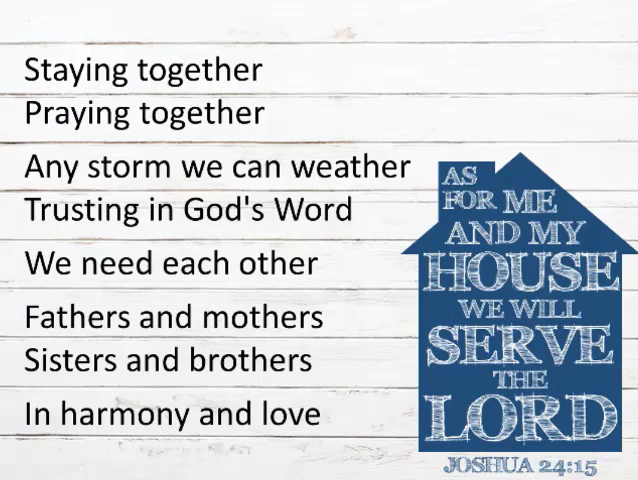 Staying together
Praying together
Any storm we can weather
Trusting in God's Word
We need each other
Fathers and mothers
Sisters and brothers
In harmony and love
AS
FOR ME
AND MY
HOUSE
WE WILL
SERVE
THE
LORD
JOSHUA 24:15